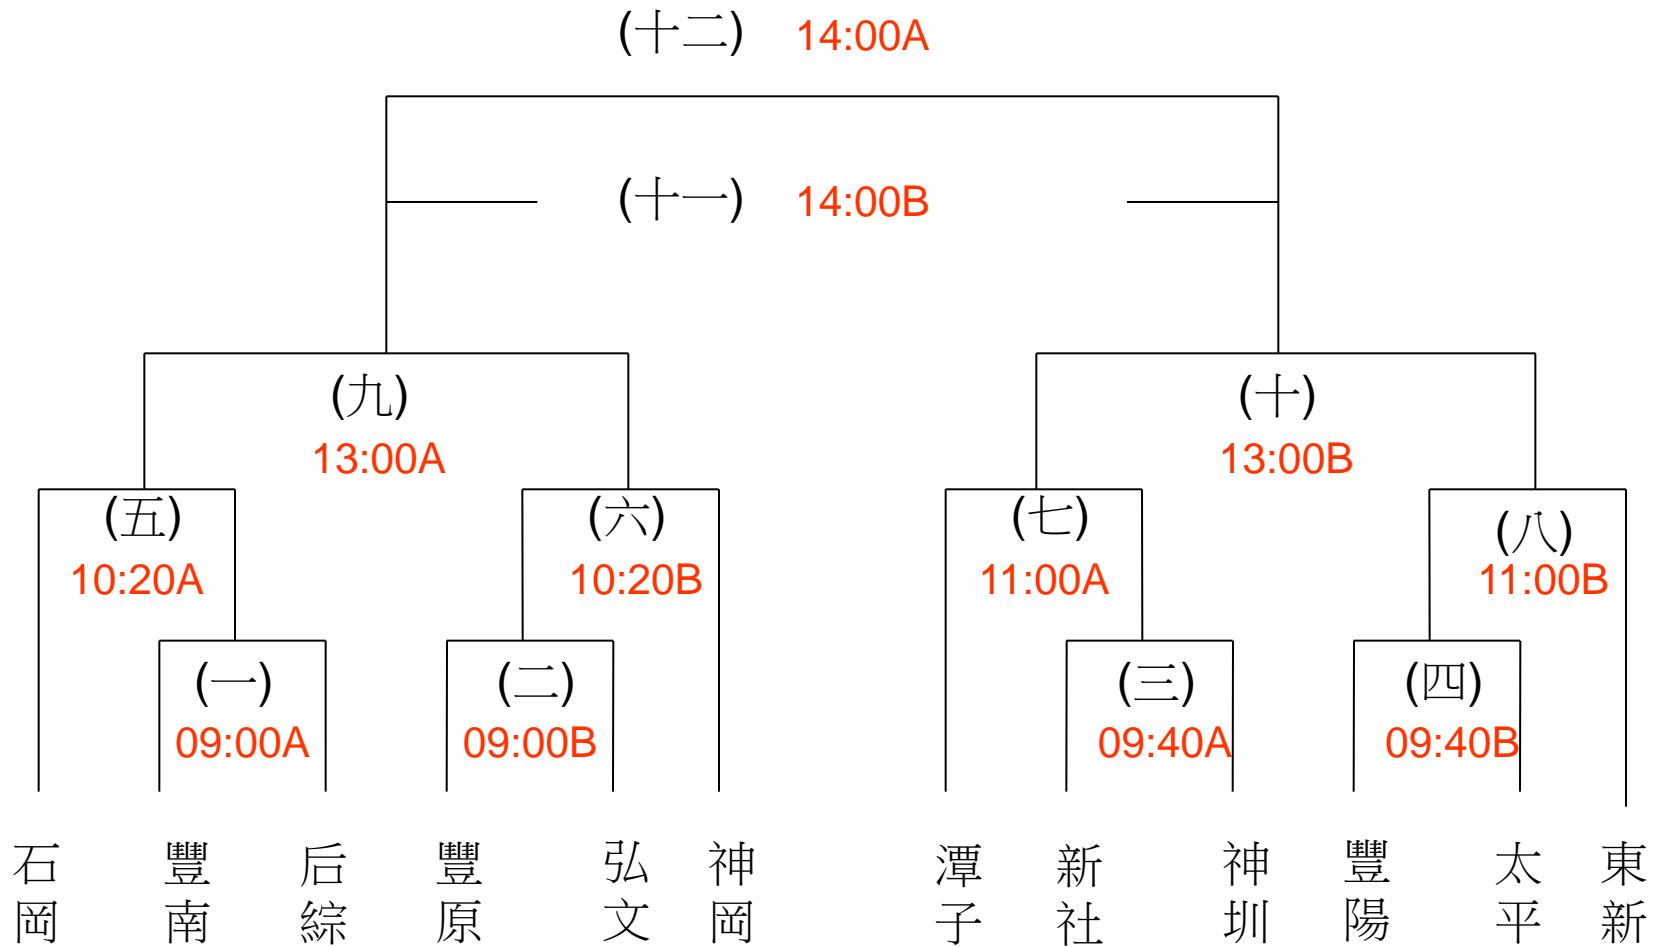 (十二) 14:00A
(十一) 14:00B
(九)
13:00A
(十)
13:00B
(五)
10:20A
(六)
10:20B
(七)
11:00A
(八)
11:00B
(一)
09:00A
(二)
09:00B
(三)
09:40A
(四)
09:40B
石岡
豐南
后綜
豐原
弘文
神岡
潭子
新社
神圳
豐陽
太平
東新